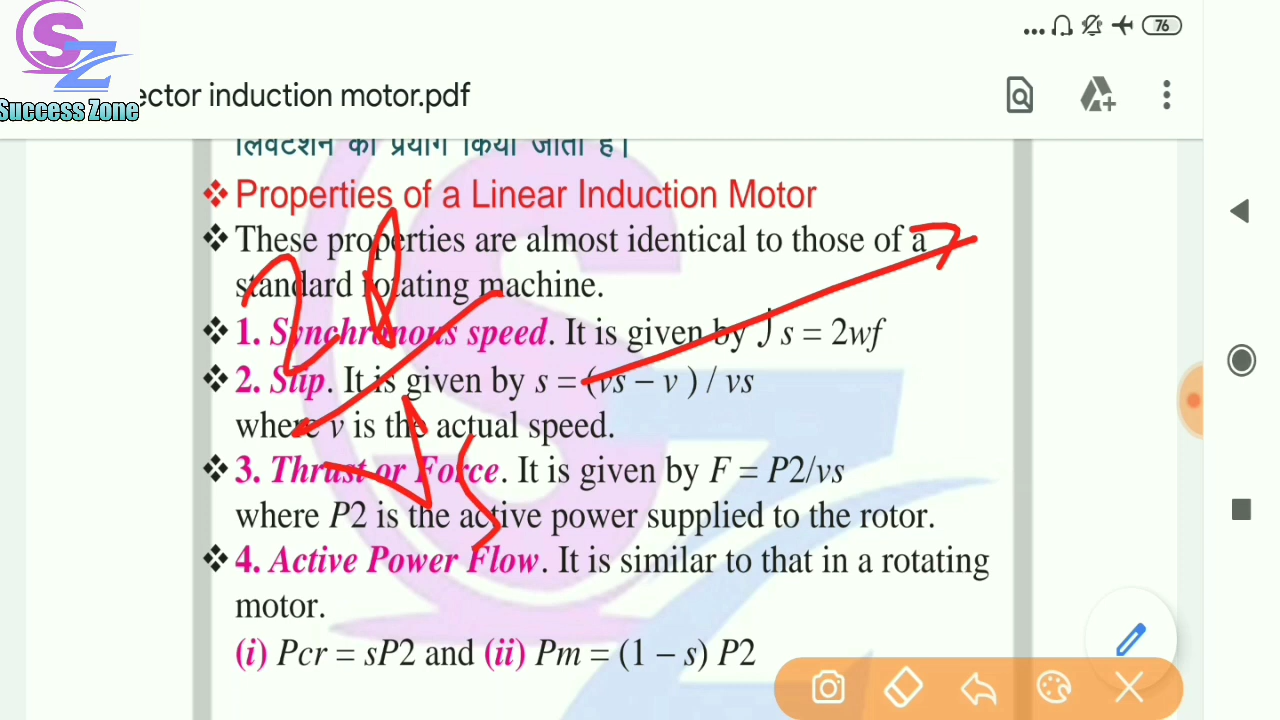 SZ
Success Zone
76
ector induction motor.pdf
लिवटेशन का प्रयोग किया जाता है।
❖ Properties of a Linear Induction Motor
❖ These properties are almost identical to those of a
standard rotating machine.
❖ 1. Synchronous speed. It is given by s = 2wf
❖ 2. Slip. It is given by s = (vs – v ) / vs
where v is the actual speed.
❖ 3. Thrust or Force. It is given by F = P2/vs
where P2 is the active power supplied to the rotor.
❖ 4. Active Power Flow. It is similar to that in a rotating
motor.
(i) Pcr = sP2 and (ii) Pm = (1 – s) P2